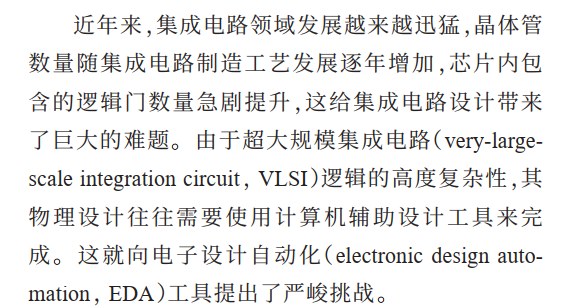 近年来,集成电路领域发展越来越迅猛,晶体管
数量随集成电路制造工艺发展逐年增加,芯片内包
含的逻辑门数量急剧提升,这给集成电路设计带来
了巨大的难题。由于超大规模集成电路(very-large-
scale integration circuit, VLSI)逻辑的高度复杂性,其
物理设计往往需要使用计算机辅助设计工具来完
成。这就向电子设计自动化(electronic design auto-
mation, EDA)工具提出了严峻挑战。